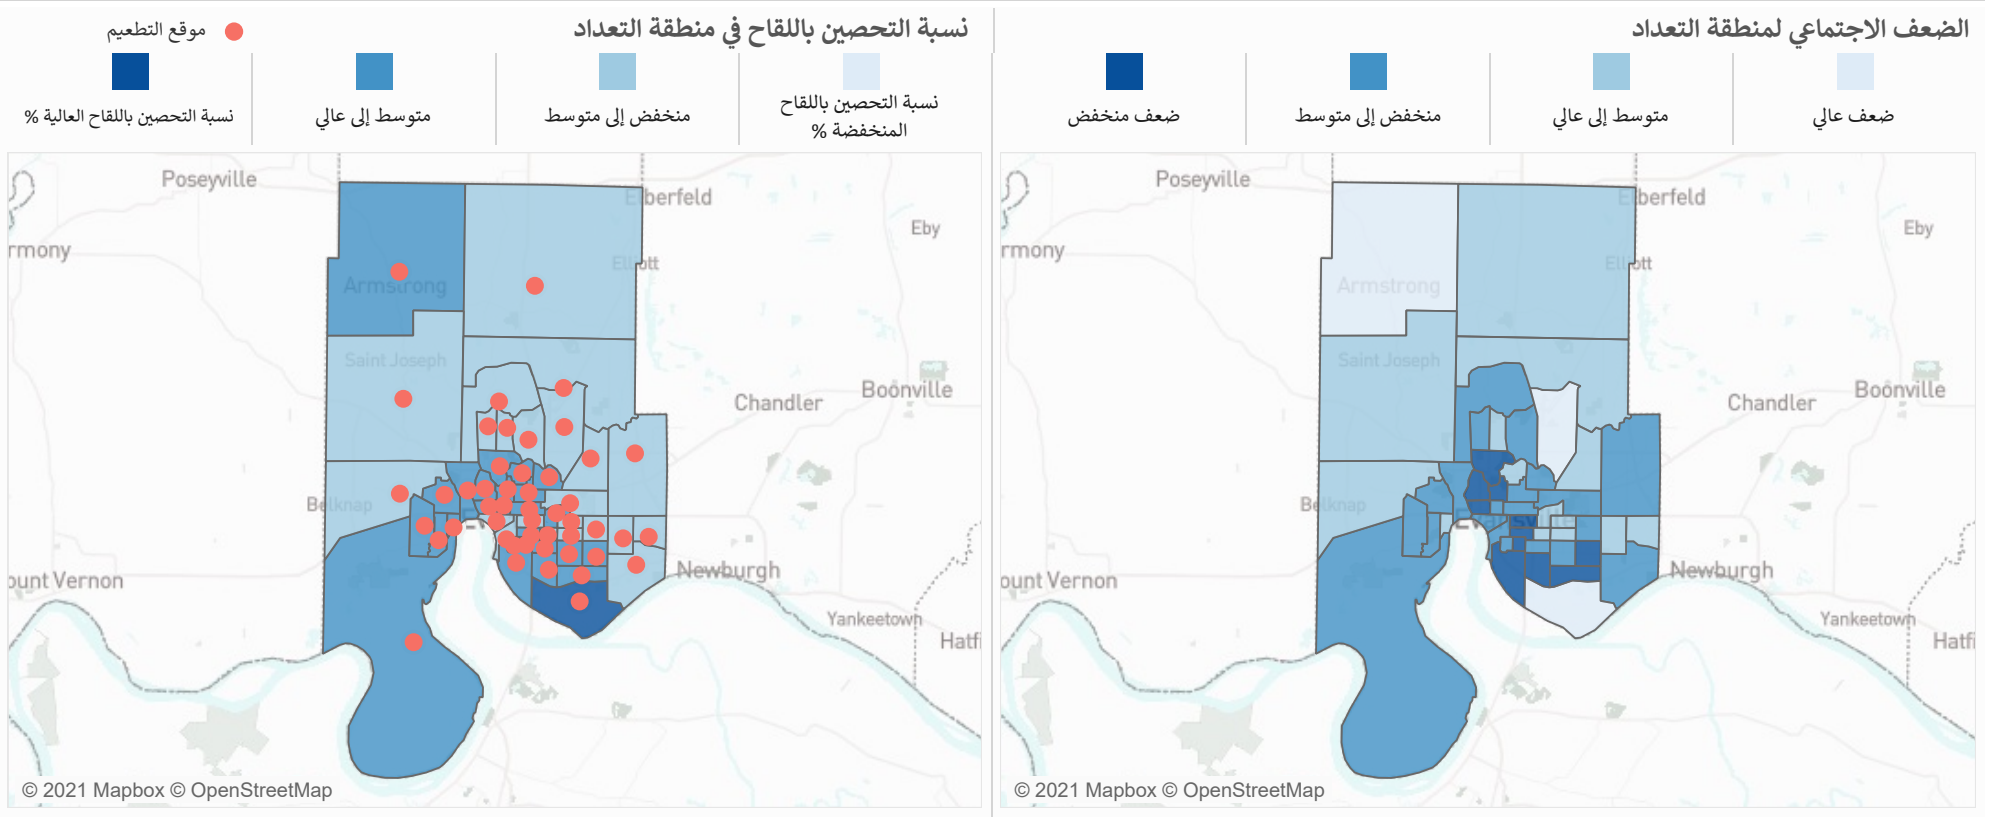 الضعف الاجتماعي لمنطقة التعداد
ضعف عالي
متوسط إلى عالي
منخفض إلى متوسط
ضعف منخفض
Poseyville
Elberfeld
Eby
rmony
Elliott
Armstrong
Saint Joseph
Boonville
Chandler
Belknap
Evansville
ount Vernon
Newburgh
Yankeetown
Hatfi
© 2021 Mapbox © OpenStreetMap
نسبة التحصين باللقاح في منطقة التعداد
موقع التطعيم
نسبة التحصين باللقاح
المنخفضة %
منخفض إلى متوسط
متوسط إلى عالي
نسبة التحصين باللقاح العالية %
Poseyville
Elberfeld
Eby
rmony
Elliott
Armstrong
Saint Joseph
Boonville
Chandler
Belknap
Ev
ount Vernon
Newburgh
Yankeetown
Hatfi
© 2021 Mapbox © OpenStreetMap